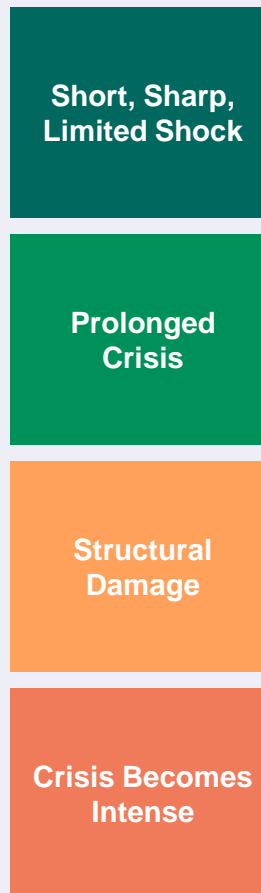 Short, Sharp,
Limited Shock
Prolonged
Crisis
Structural
Damage
Crisis Becomes
Intense